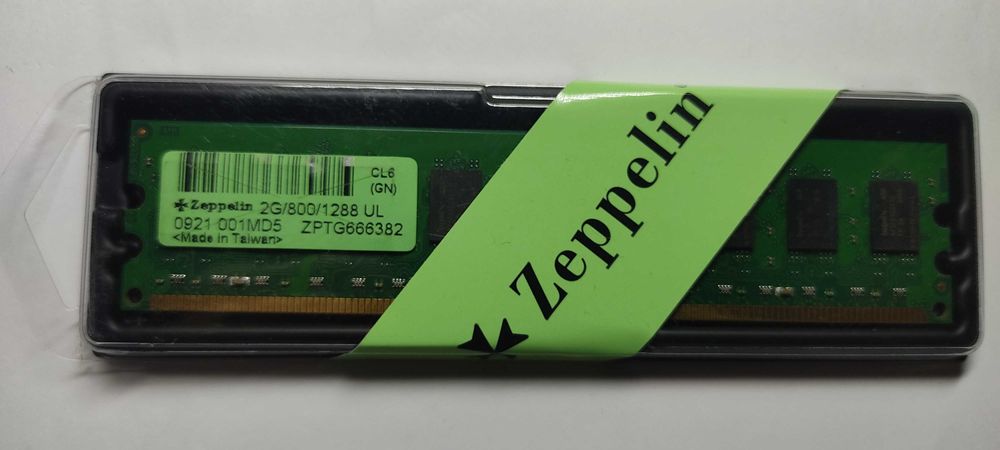 CL6
(GN)
Zeppelin 2G/800/1288 UL
0921 001MD5 ZPTG666382
<Made in Taiwan>
Zeppelin